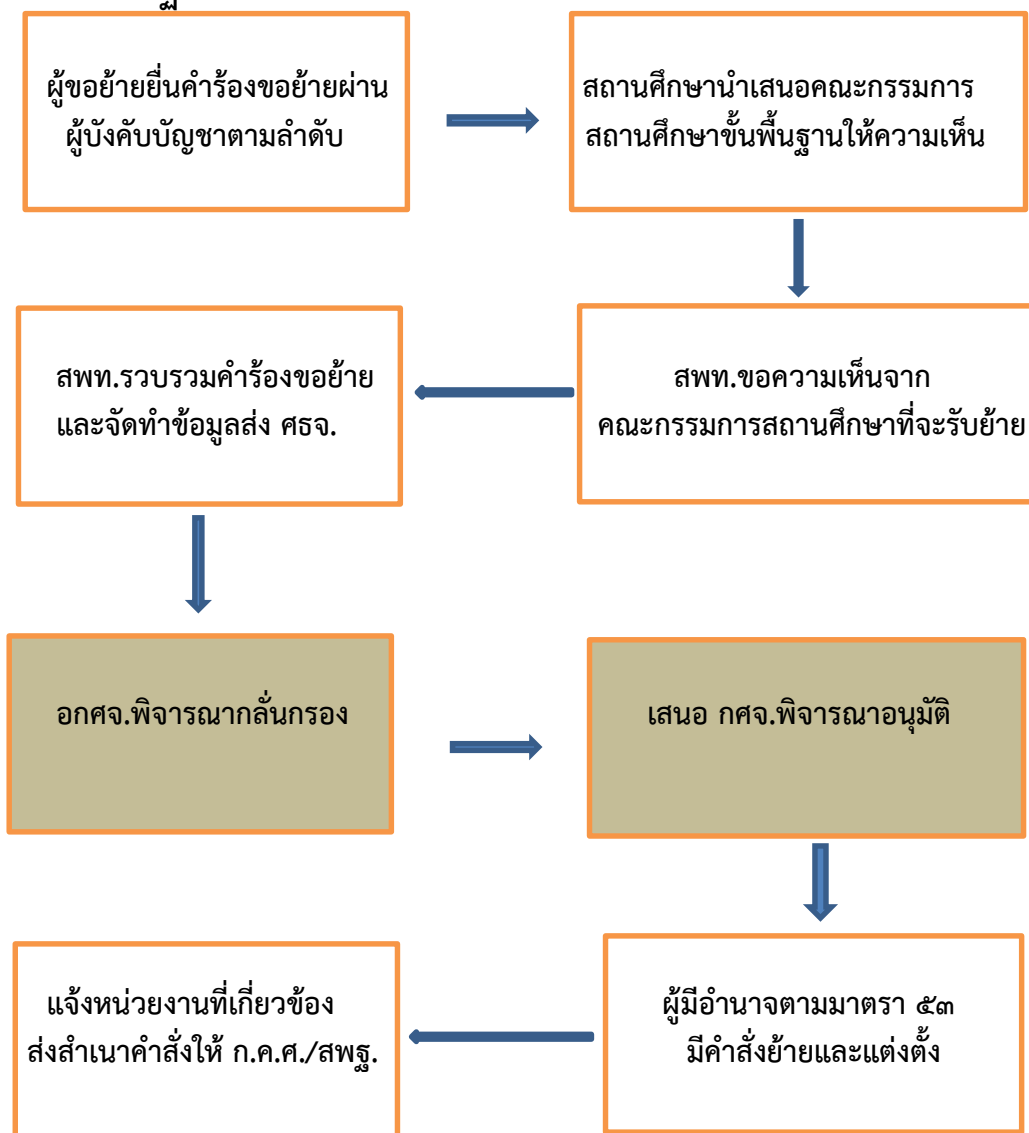 ผู้ขอย้ายยื่นคำร้องขอย้ายผ่าน
ผู้บังคับบัญชาตามลำดับ
สถานศึกษานำเสนอคณะกรรมการ
สถานศึกษาขั้นพื้นฐานให้ความเห็น
สพท.ขอความเห็นจาก
คณะกรรมการสถานศึกษาที่จะรับย้าย
สพท.รวบรวมคำร้องขอย้าย
และจัดทำข้อมูลส่ง ศธจ.
อกศจ.พิจารณากลั่นกรอง
เสนอ กศจ.พิจารณาอนุมัติ
ผู้มีอำนาจตามมาตรา ๕๓
มีคำสั่งย้ายและแต่งตั้ง
แจ้งหน่วยงานที่เกี่ยวข้อง
ส่งสำเนาคำสั่งให้ ก.ค.ศ./สพฐ.